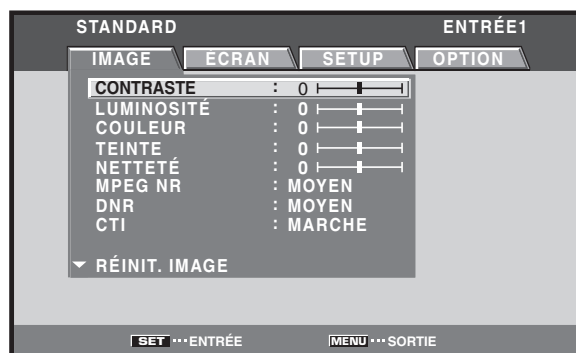 STANDARD ENTRÉE1
IMAGE ÉCRAN SETUP OPTION
CONTRASTE : 0
LUMINOSITÉ : 0
COULEUR : 0
TEINTE : 0
NETTETÉ : 0
MPEG NR : MOYEN
DNR : MOYEN
CTI : MARCHE
RÉINIT. IMAGE
SET ··· ENTRÉE MENU ··· SORTIE